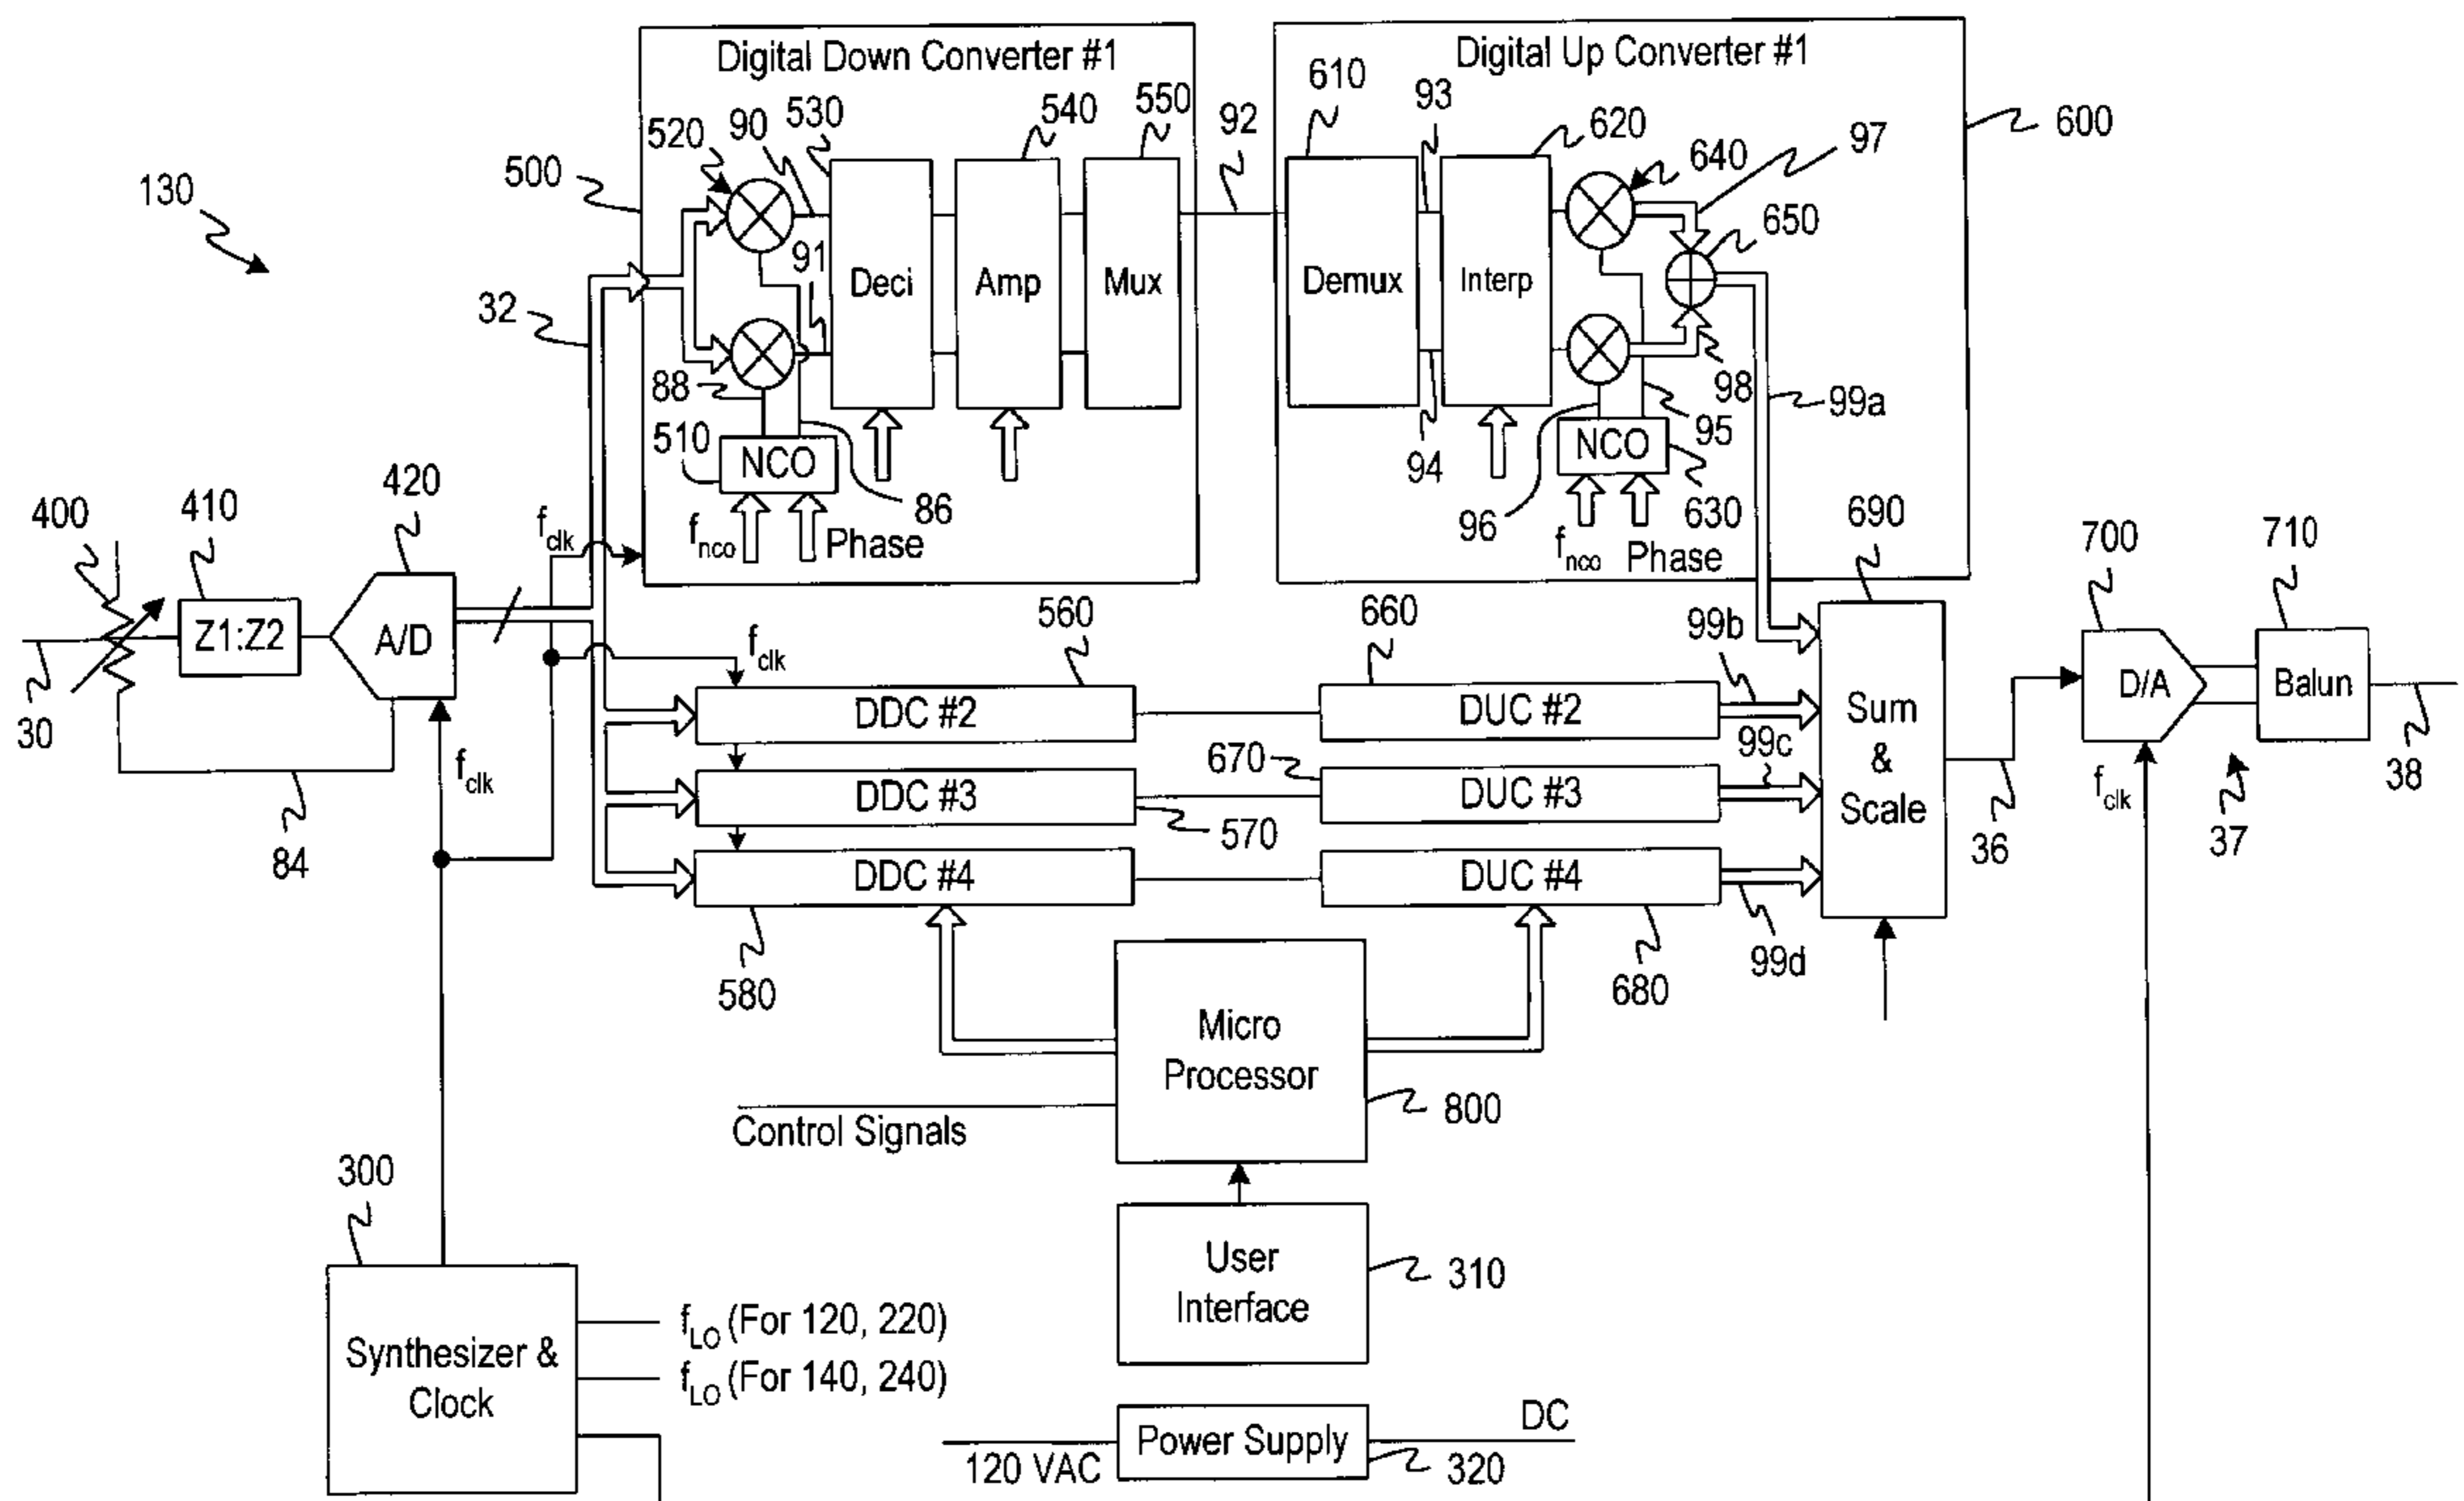 Digital Down Converter #1
Digital Up Converter #1
130
500
520
90
530
540
550
92
610
93
620
640
97
600
650
32
91
Deci
Amp
Mux
Demux
Interp
88
86
510
NCO
f_nco
Phase
94
96
95
98
99a
NCO
630
f_nco
Phase
400
410
420
f_clk
30
Z1:Z2
A/D
84
f_clk
f_clk
560
660
99b
690
700
710
DDC #2
DUC #2
Sum
&
Scale
D/A
Balun
670
99c
DDC #3
DUC #3
570
36
f_clk
37
38
DDC #4
DUC #4
580
680
99d
Micro
Processor
800
Control Signals
300
User
Interface
310
Synthesizer &
Clock
f_LO (For 120, 220)
f_LO (For 140, 240)
120 VAC
Power Supply
DC
320